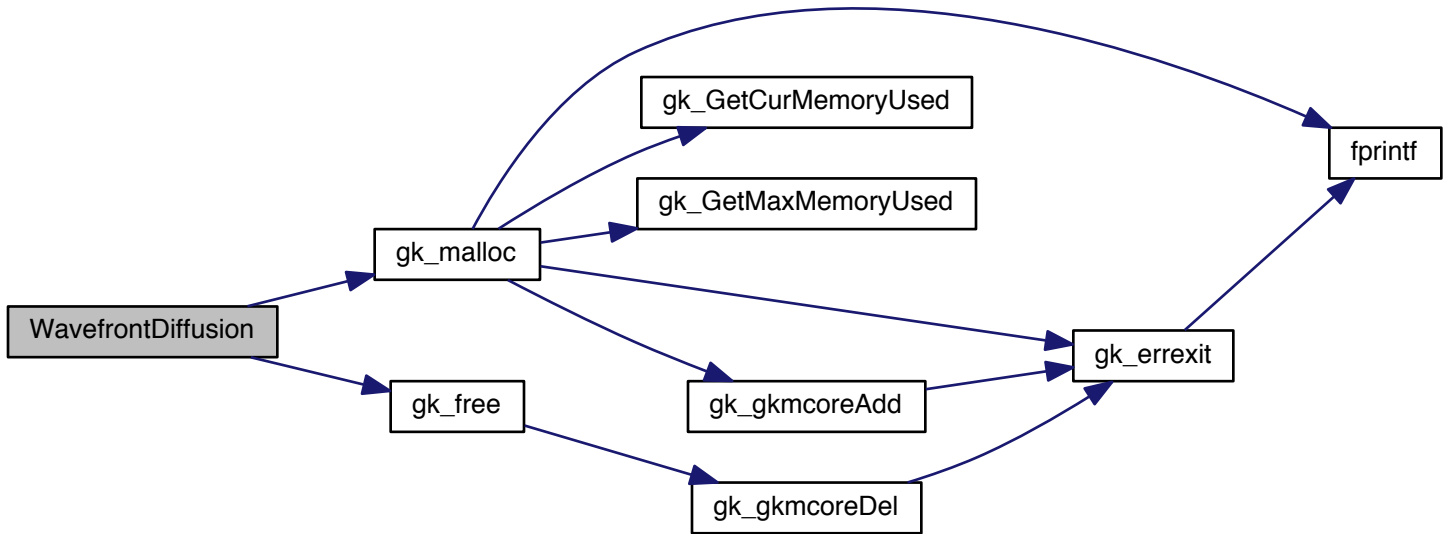 WavefrontDiffusion
gk_malloc
gk_free
gk_GetCurMemoryUsed
gk_GetMaxMemoryUsed
gk_gkmcoreAdd
gk_gkmcoreDel
gk_errexit
fprintf